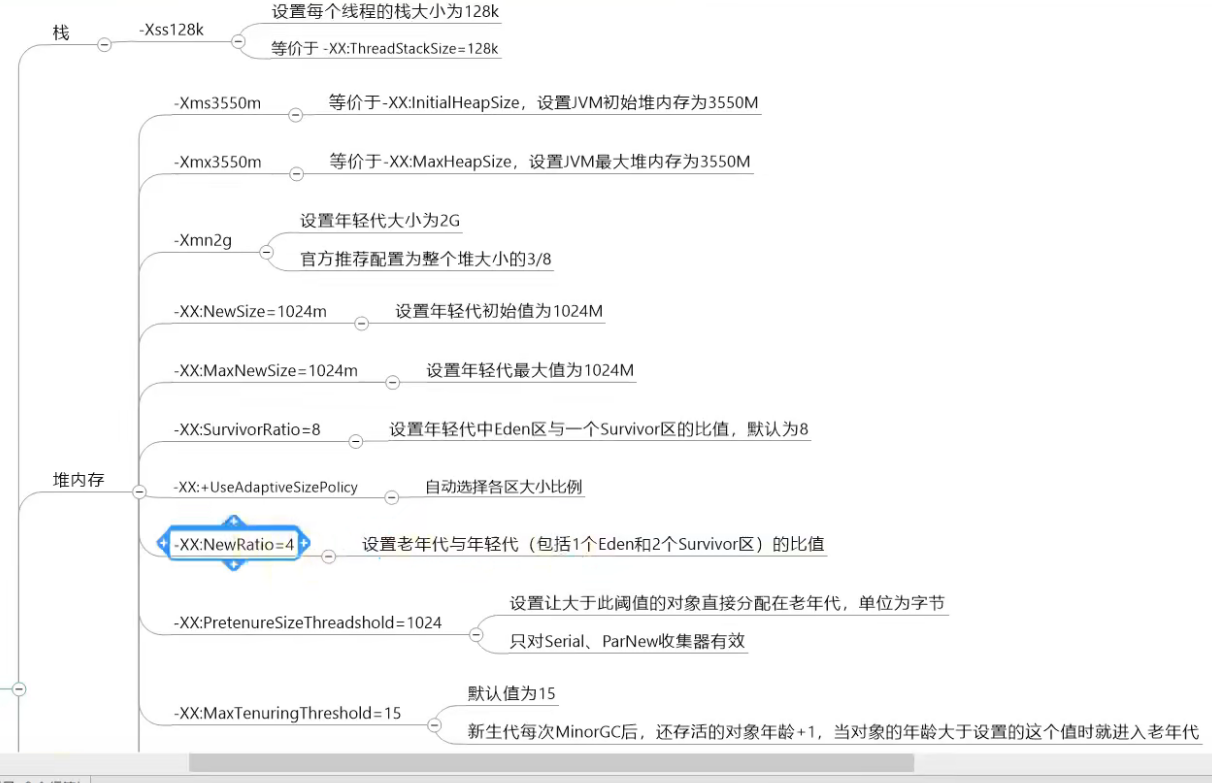 栈
-Xss128k
设置每个线程的栈大小为128k
等价于 -XX:ThreadStackSize=128k
堆内存
-Xms3550m
等价于-XX:InitialHeapSize，设置JVM初始堆内存为3550M
-Xmx3550m
等价于-XX:MaxHeapSize，设置JVM最大堆内存为3550M
-Xmn2g
设置年轻代大小为2G
官方推荐配置为整个堆大小的3/8
-XX:NewSize=1024m
设置年轻代初始值为1024M
-XX:MaxNewSize=1024m
设置年轻代最大值为1024M
-XX:SurvivorRatio=8
设置年轻代中Eden区与一个Survivor区的比值，默认为8
-XX:+UseAdaptiveSizePolicy
自动选择各区大小比例
-XX:NewRatio=4
设置老年代与年轻代（包括1个Eden和2个Survivor区）的比值
-XX:PretenureSizeThreadshold=1024
设置让大于此阈值的对象直接分配在老年代，单位为字节
只对Serial、ParNew收集器有效
-XX:MaxTenuringThreshold=15
默认值为15
新生代每次MinorGC后，还存活的对象年龄+1，当对象的年龄大于设置的这个值时就进入老年代